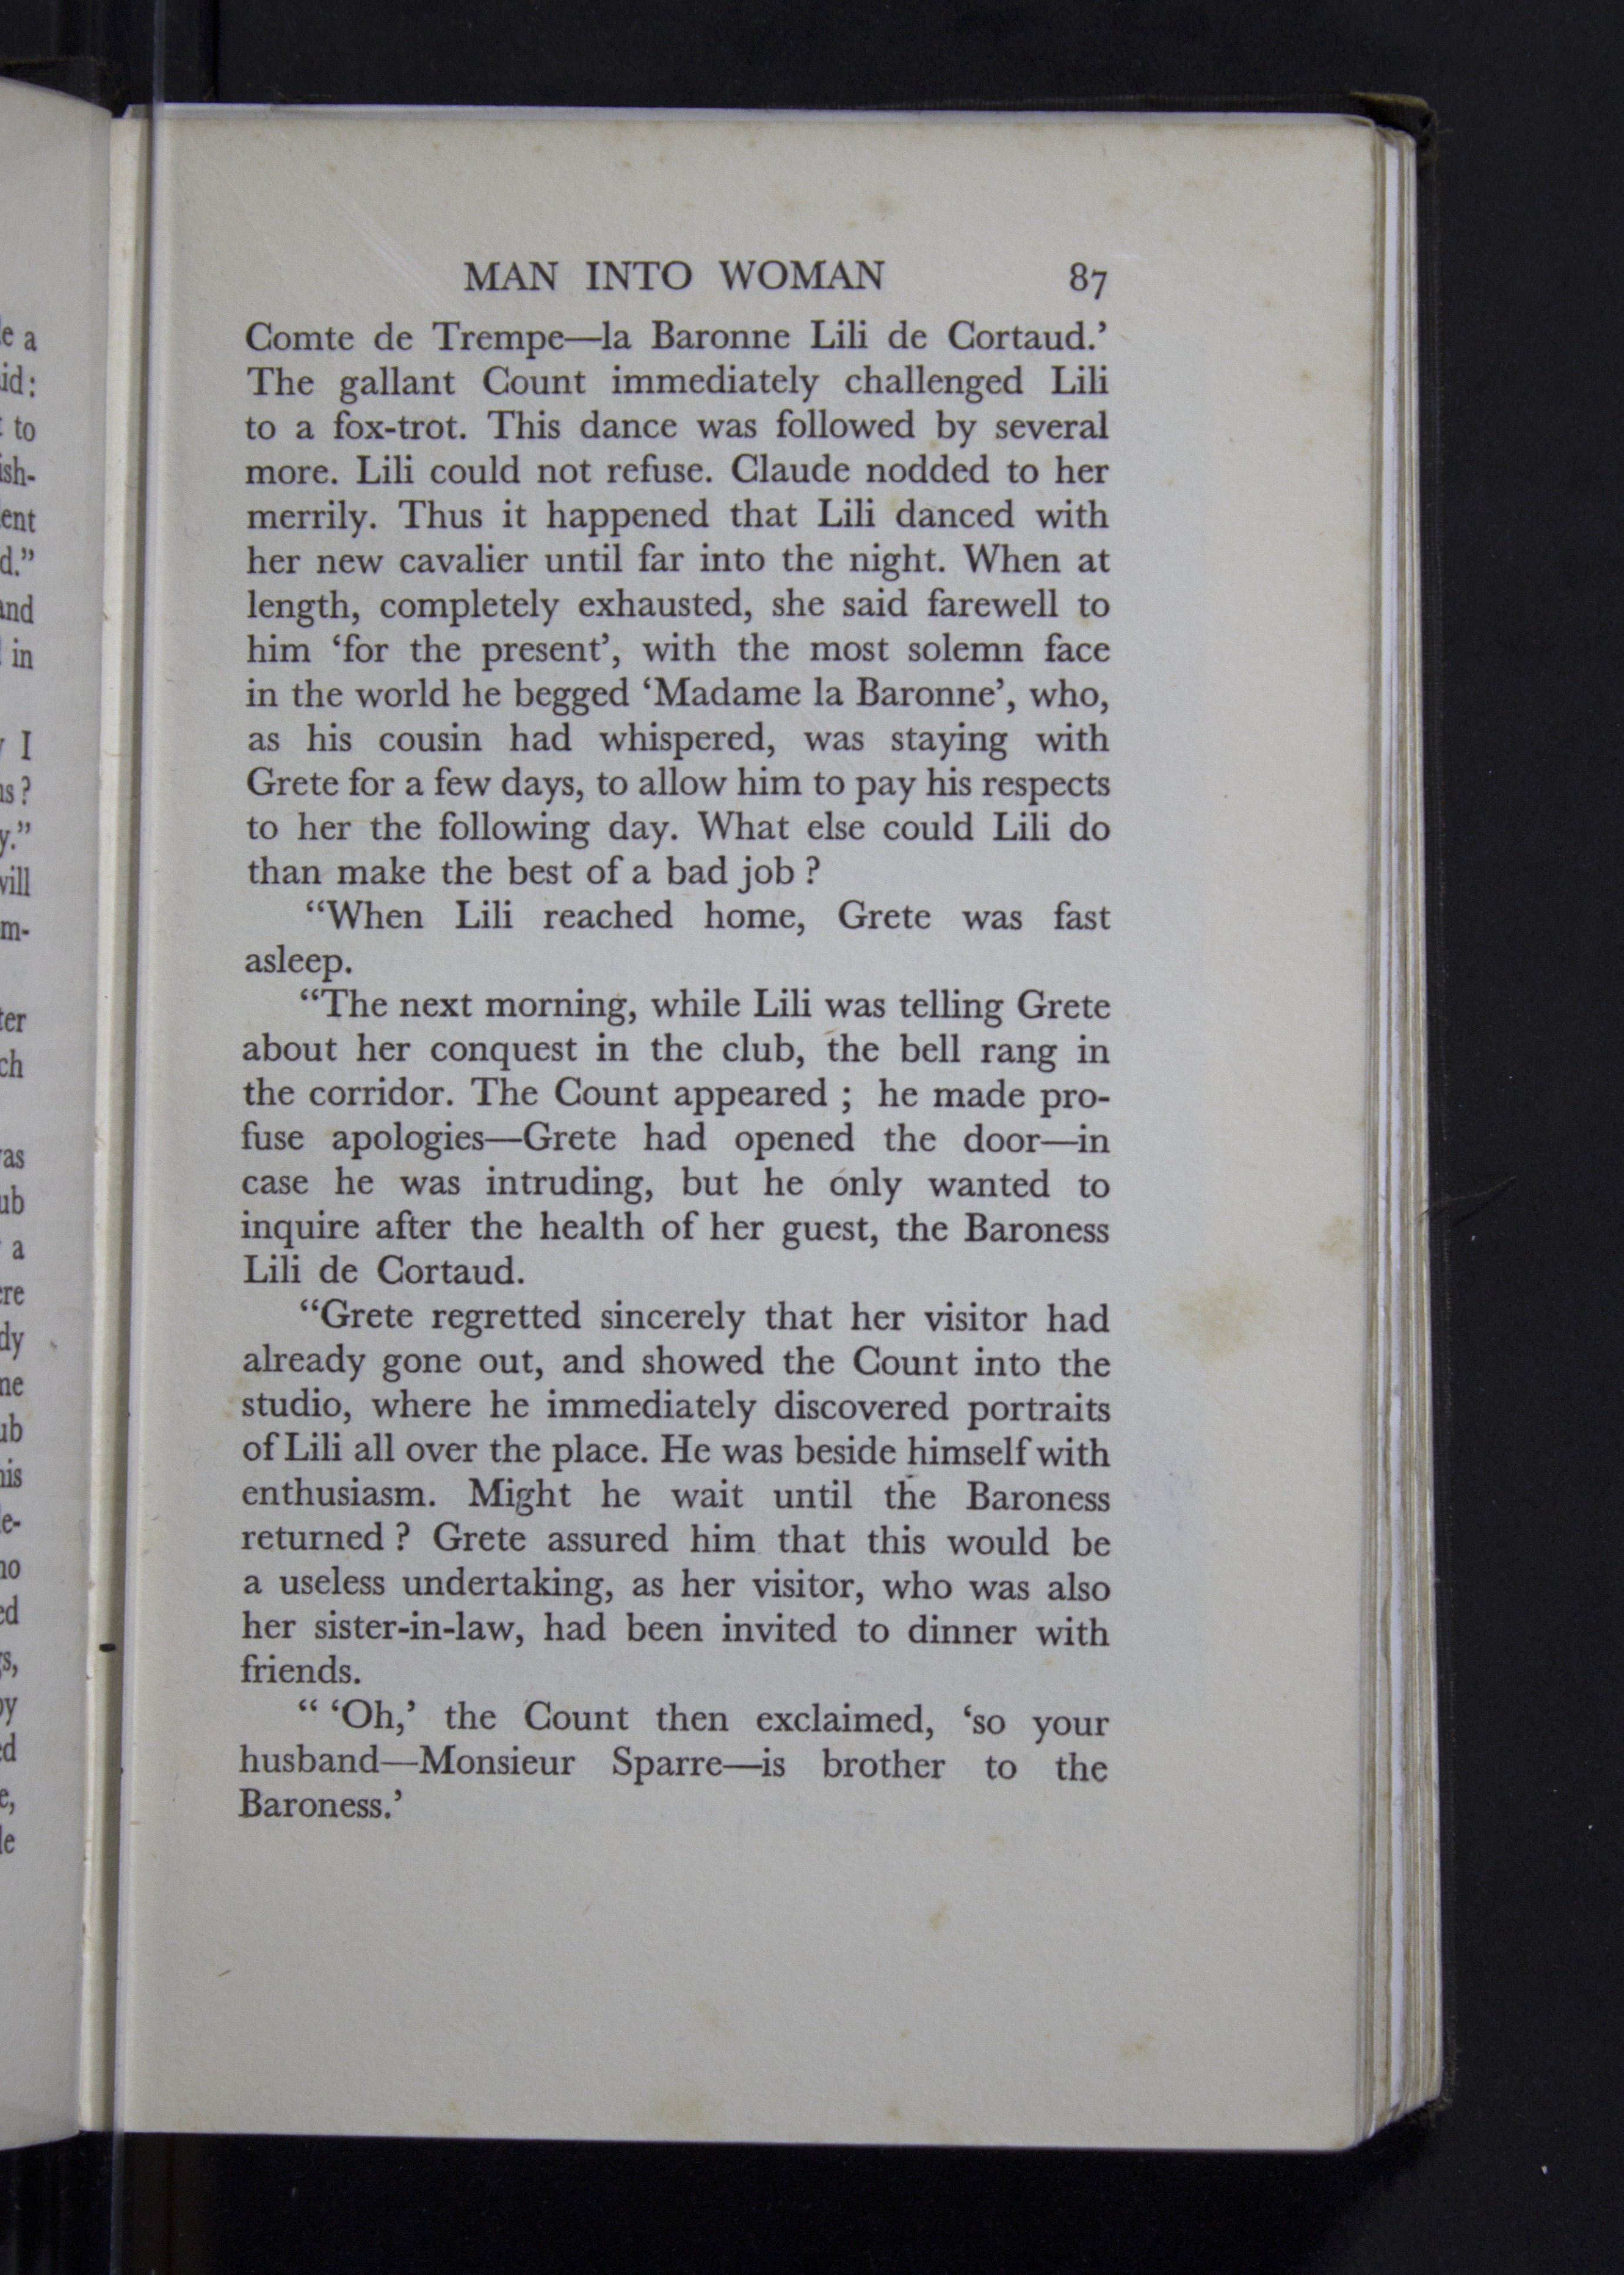 MAN INTO WOMAN 87
Comte de Trempe—la Baronne Lili de Cortaud.’
The gallant Count immediately challenged Lili
to a fox-trot. This dance was followed by several
more. Lili could not refuse. Claude nodded to her
merrily. Thus it happened that Lili danced with
her new cavalier until far into the night. When at
length, completely exhausted, she said farewell to
him ‘for the present’, with the most solemn face
in the world he begged ‘Madame la Baronne’, who,
as his cousin had whispered, was staying with
Grete for a few days, to allow him to pay his respects
to her the following day. What else could Lili do
than make the best of a bad job ?
“When Lili reached home, Grete was fast
asleep.
“The next morning, while Lili was telling Grete
about her conquest in the club, the bell rang in
the corridor. The Count appeared ; he made pro-
fuse apologies—Grete had opened the door—in
case he was intruding, but he only wanted to
inquire after the health of her guest, the Baroness
Lili de Cortaud.
“Grete regretted sincerely that her visitor had
already gone out, and showed the Count into the
studio, where he immediately discovered portraits
of Lili all over the place. He was beside himself with
enthusiasm. Might he wait until the Baroness
returned ? Grete assured him that this would be
a useless undertaking, as her visitor, who was also
her sister-in-law, had been invited to dinner with
friends.
“ ‘Oh,’ the Count then exclaimed, ‘so your
husband—Monsieur Sparre—is brother to the
Baroness.’